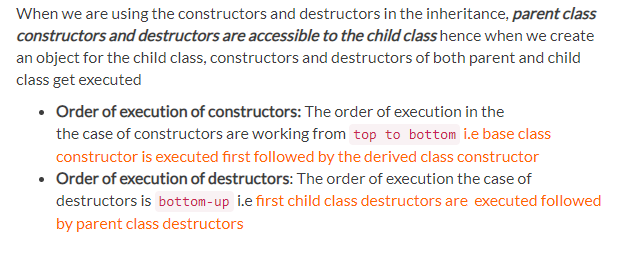 When we are using the constructors and destructors in the inheritance, parent class
constructors and destructors are accessible to the child class hence when we create
an object for the child class, constructors and destructors of both parent and child
class get executed
• Order of execution of constructors: The order of execution in the
the case of constructors are working from top to bottom i.e base class
constructor is executed first followed by the derived class constructor
• Order of execution of destructors: The order of execution the case of
destructors is bottom-up i.e first child class destructors are executed followed
by parent class destructors